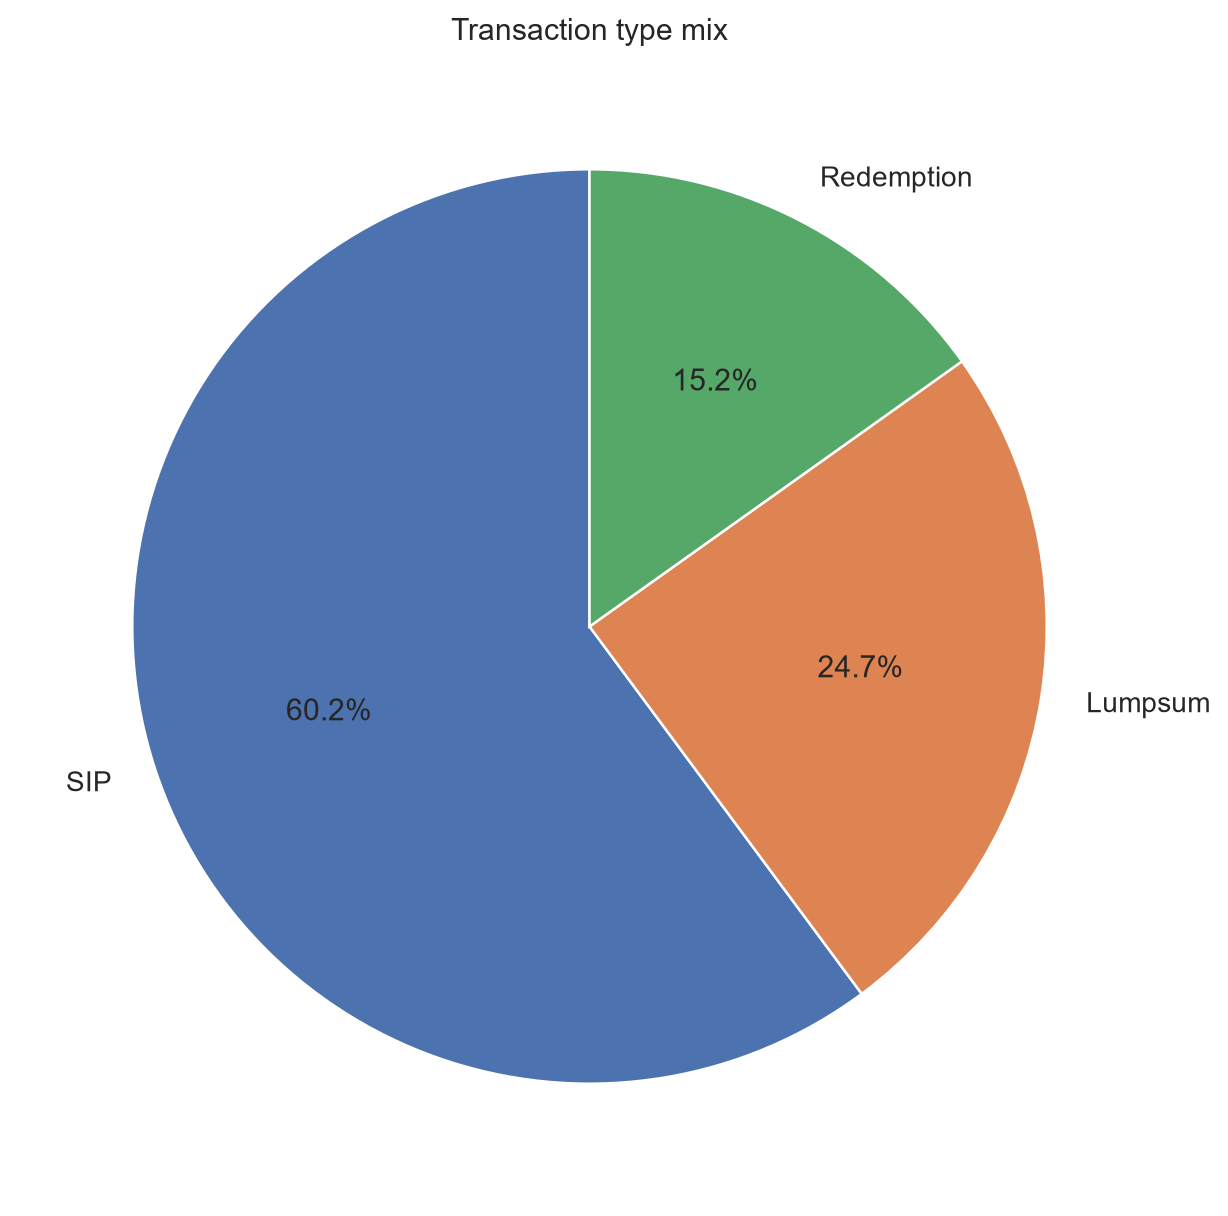 Transaction type mix
Redemption
15.2%
24.7%
Lumpsum
60.2%
SIP